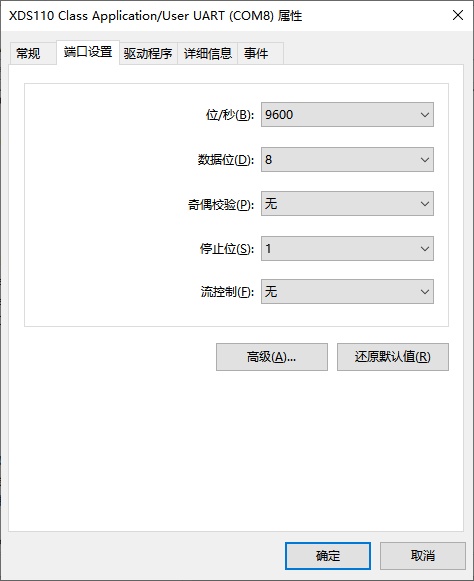 XDS110 Class Application/User UART (COM8) 属性
常规 端口设置 驱动程序 详细信息 事件
位/秒(B): 9600
数据位(D): 8
奇偶校验(P): 无
停止位(S): 1
流控制(F): 无
高级(A)... 还原默认值(R)
确定 取消